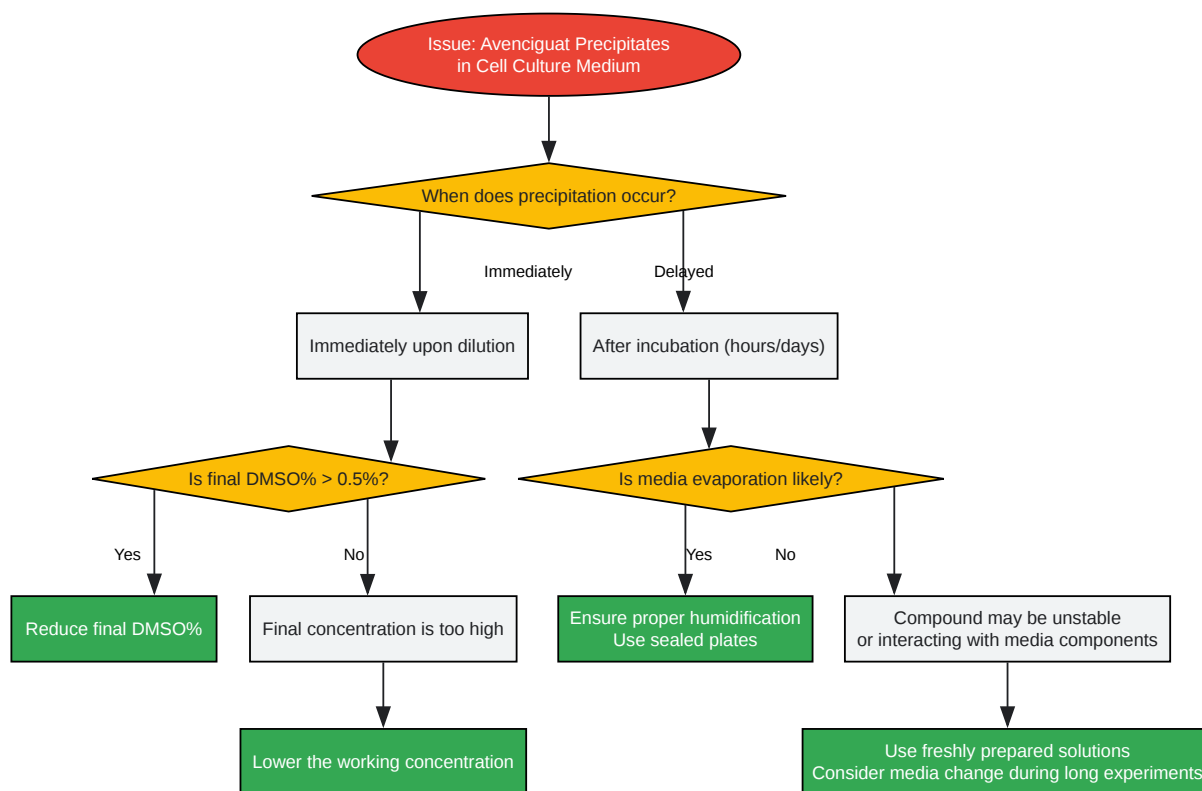 Issue: Avenciguat Precipitates
in Cell Culture Medium
When does precipitation occur?
Immediately
Delayed
Immediately upon dilution
After incubation (hours/days)
Is final DMSO% > 0.5%?
Is media evaporation likely?
Yes
No
Yes
No
Reduce final DMSO%
Final concentration is too high
Ensure proper humidification
Use sealed plates
Compound may be unstable
or interacting with media components
Lower the working concentration
Use freshly prepared solutions
Consider media change during long experiments